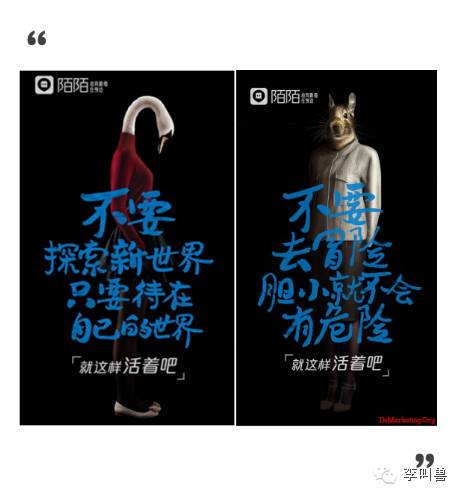 “
陌陌
不要
探索新世界
只要待在
自己的世界
「就这样活着吧」
陌陌
不要
去冒险
胆小就不会
有危险
「就这样活着吧」
DoMarketing.Org
”
李叫兽